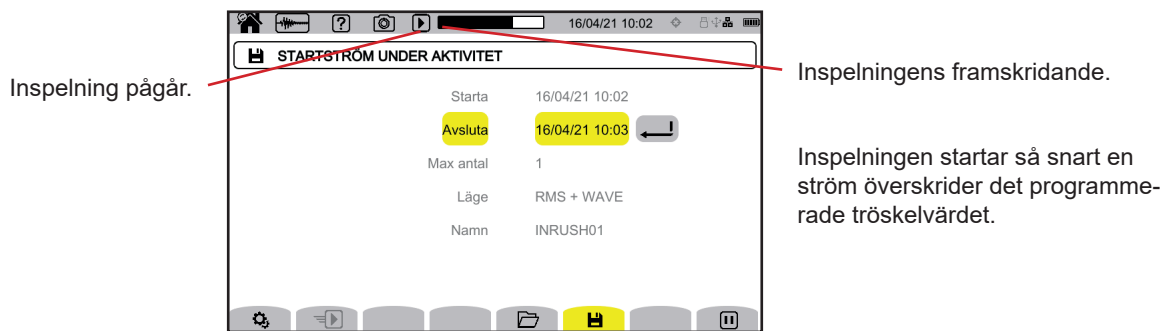 16/04/21 10:02
STARTSTRÖM UNDER AKTIVITET
Inspelning pågår.
Inspelningens framskridande.
Starta 16/04/21 10:02
Avsluta 16/04/21 10:03
Max antal 1
Läge RMS + WAVE
Namn INRUSH01
Inspelningen startar så snart en
ström överskrider det programme-
rade tröskelvärdet.